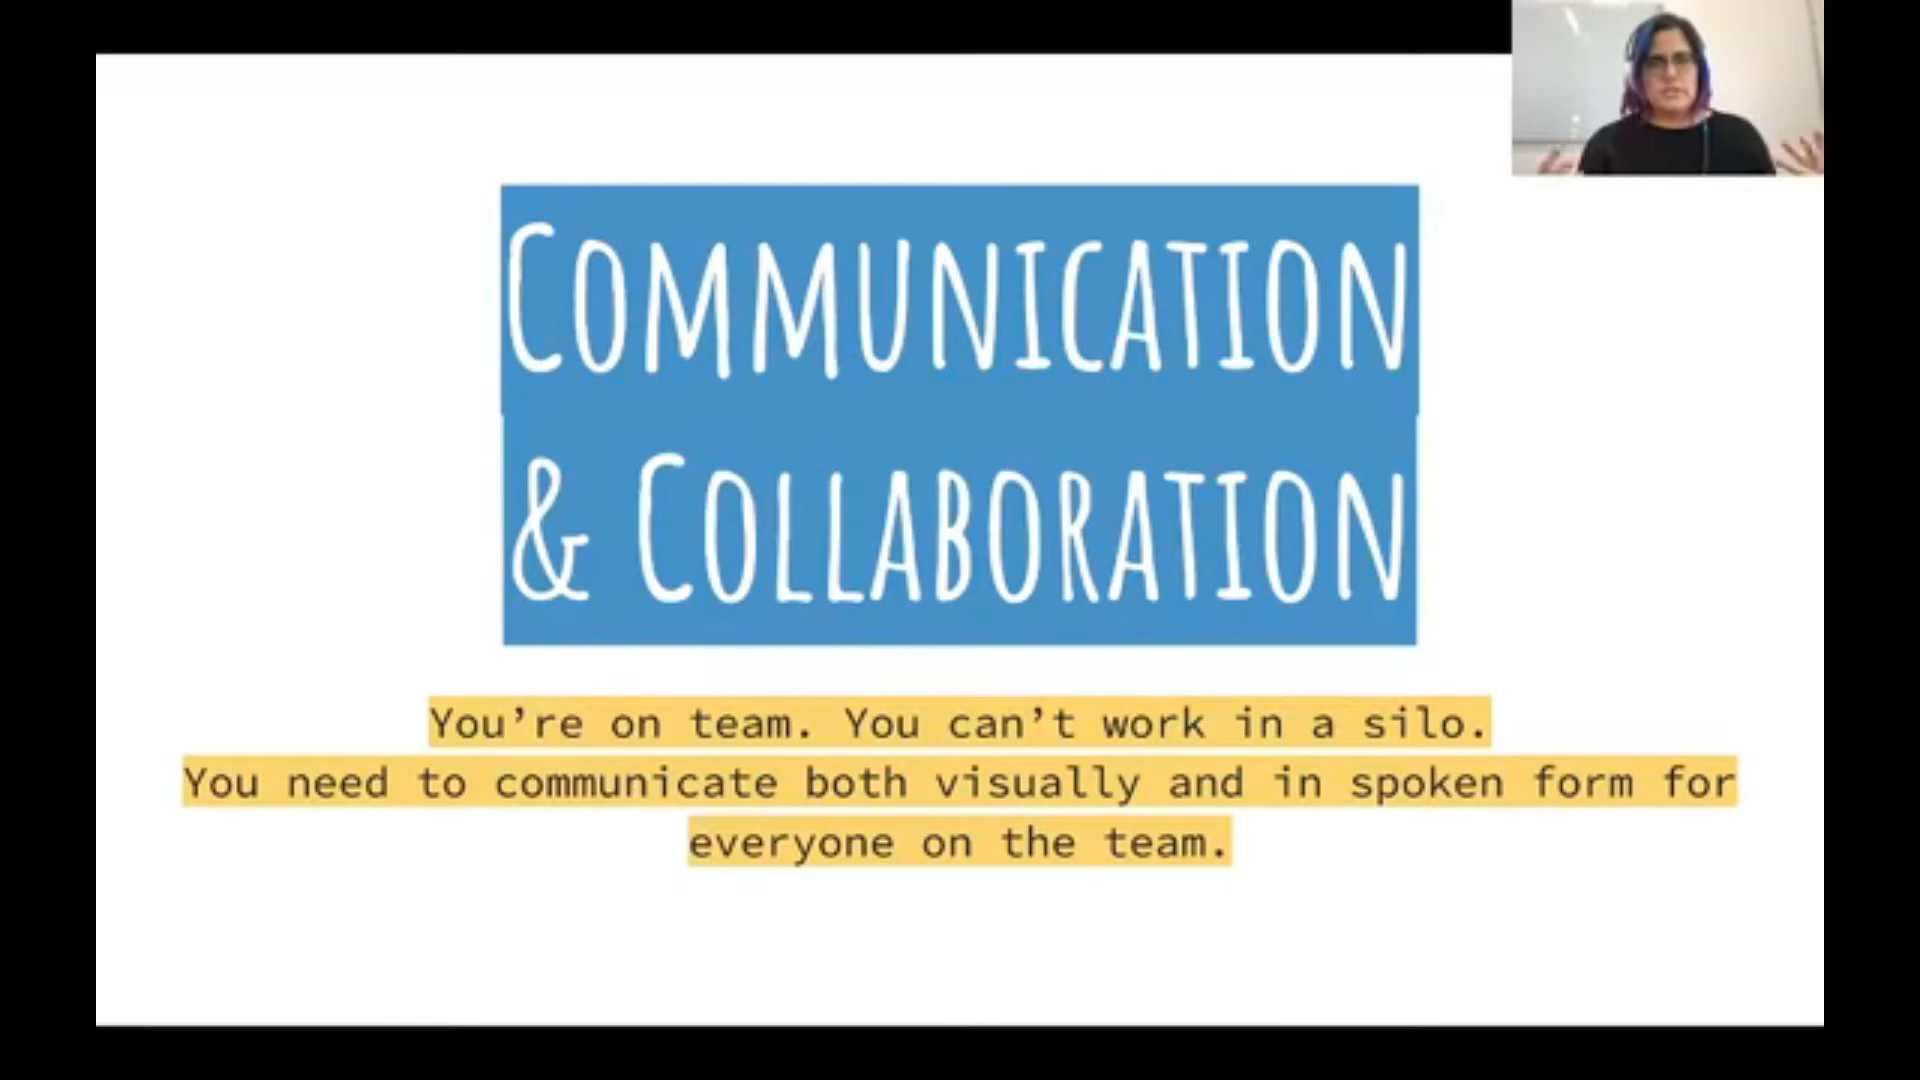 Communication
& Collaboration
You’re on team. You can’t work in a silo.
You need to communicate both visually and in spoken form for
everyone on the team.